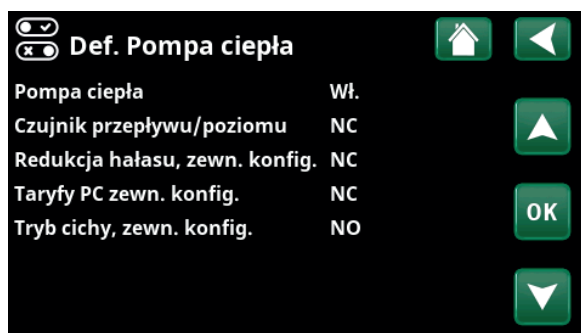 Def. Pompa ciepła
Pompa ciepła Wł.
Czujnik przepływu/poziomu NC
Redukcja hałasu, zewn. konfig. NC
Taryfy PC zewn. konfig. NC
Tryb cichy, zewn. konfig. NO
OK